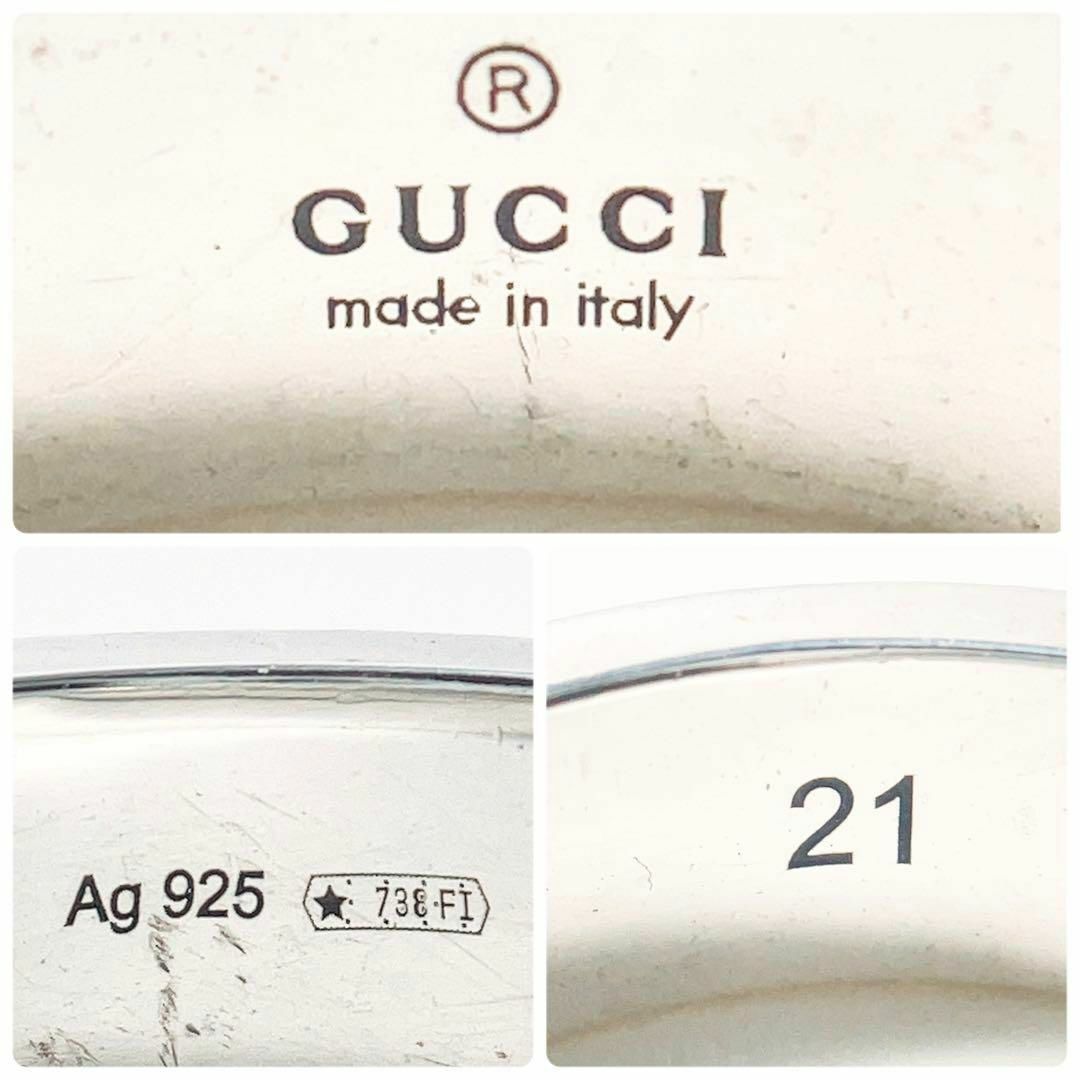 ®
GUCCI
made in italy
Ag 925 ★ 738·FI
21